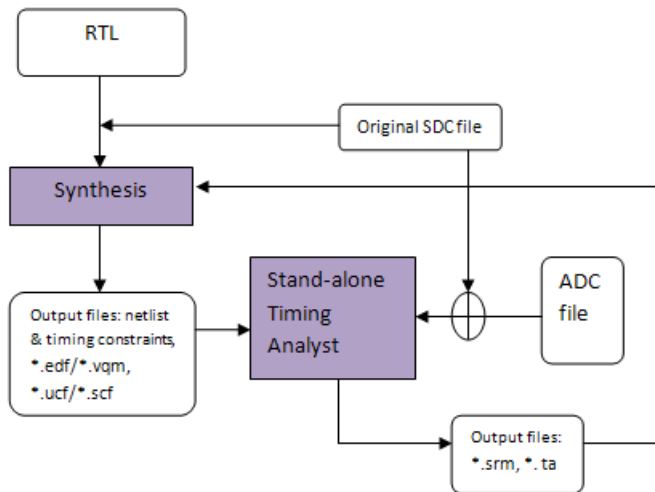 RTL
Original SDC file
Synthesis
Stand-alone
Timing
Analyst
ADC
file
Output files: netlist
& timing constraints,
*.edf/*.vqm,
*.ucf/*.scf
Output files:
*.srm, *. ta